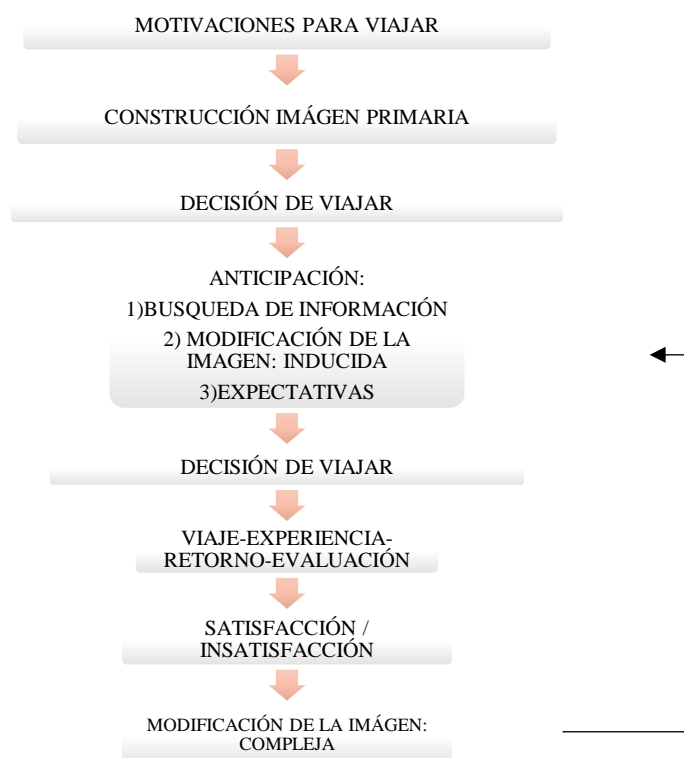 MOTIVACIONES PARA VIAJAR
CONSTRUCCIÓN IMÁGEN PRIMARIA
DECISIÓN DE VIAJAR
ANTICIPACIÓN:
1)BUSQUEDA DE INFORMACIÓN
2) MODIFICACIÓN DE LA
IMAGEN: INDUCIDA
3)EXPECTATIVAS
DECISIÓN DE VIAJAR
VIAJE-EXPERIENCIA-
RETORNO-EVALUACIÓN
SATISFACCIÓN /
INSATISFACCIÓN
MODIFICACIÓN DE LA IMÁGEN:
COMPLEJA